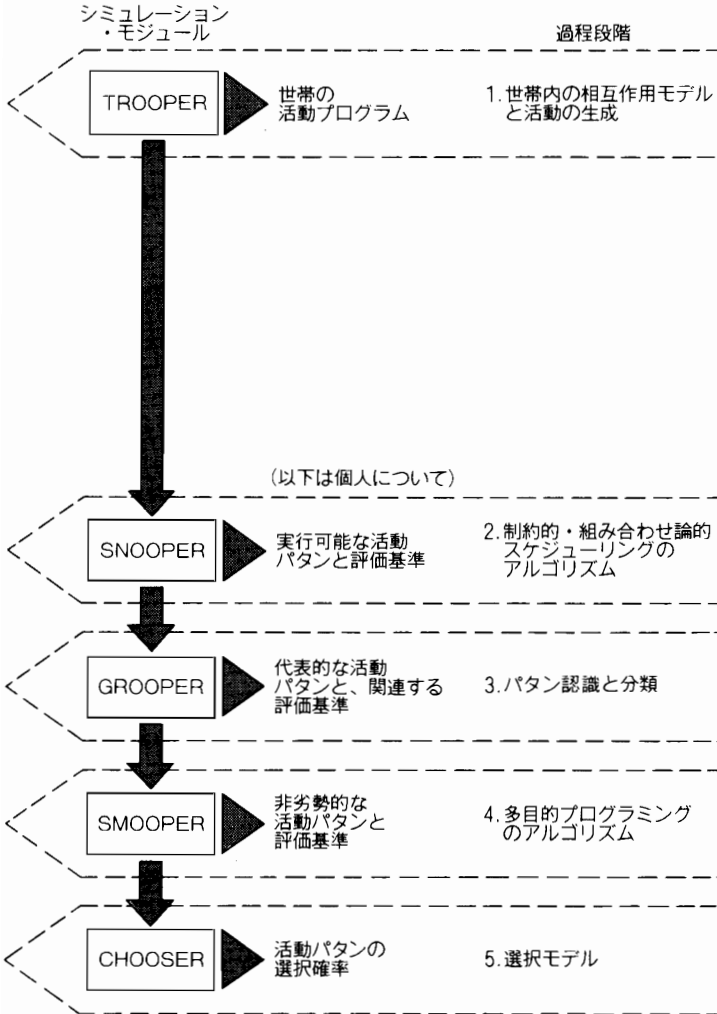 シミュレーション
・モジュール
過程段階
TROOPER
世帯の
活動プログラム
1.世帯内の相互作用モデル
と活動の生成
(以下は個人について)
SNOOPER
実行可能な活動
パタンと評価基準
2.制約的・組み合わせ論的
スケジューリングの
アルゴリズム
GROOPER
代表的な活動
パタンと、関連する
評価基準
3.パタン認識と分類
SMOOPER
非劣勢的な
活動パタンと
評価基準
4.多目的プログラミング
のアルゴリズム
CHOOSER
活動パタンの
選択確率
5.選択モデル